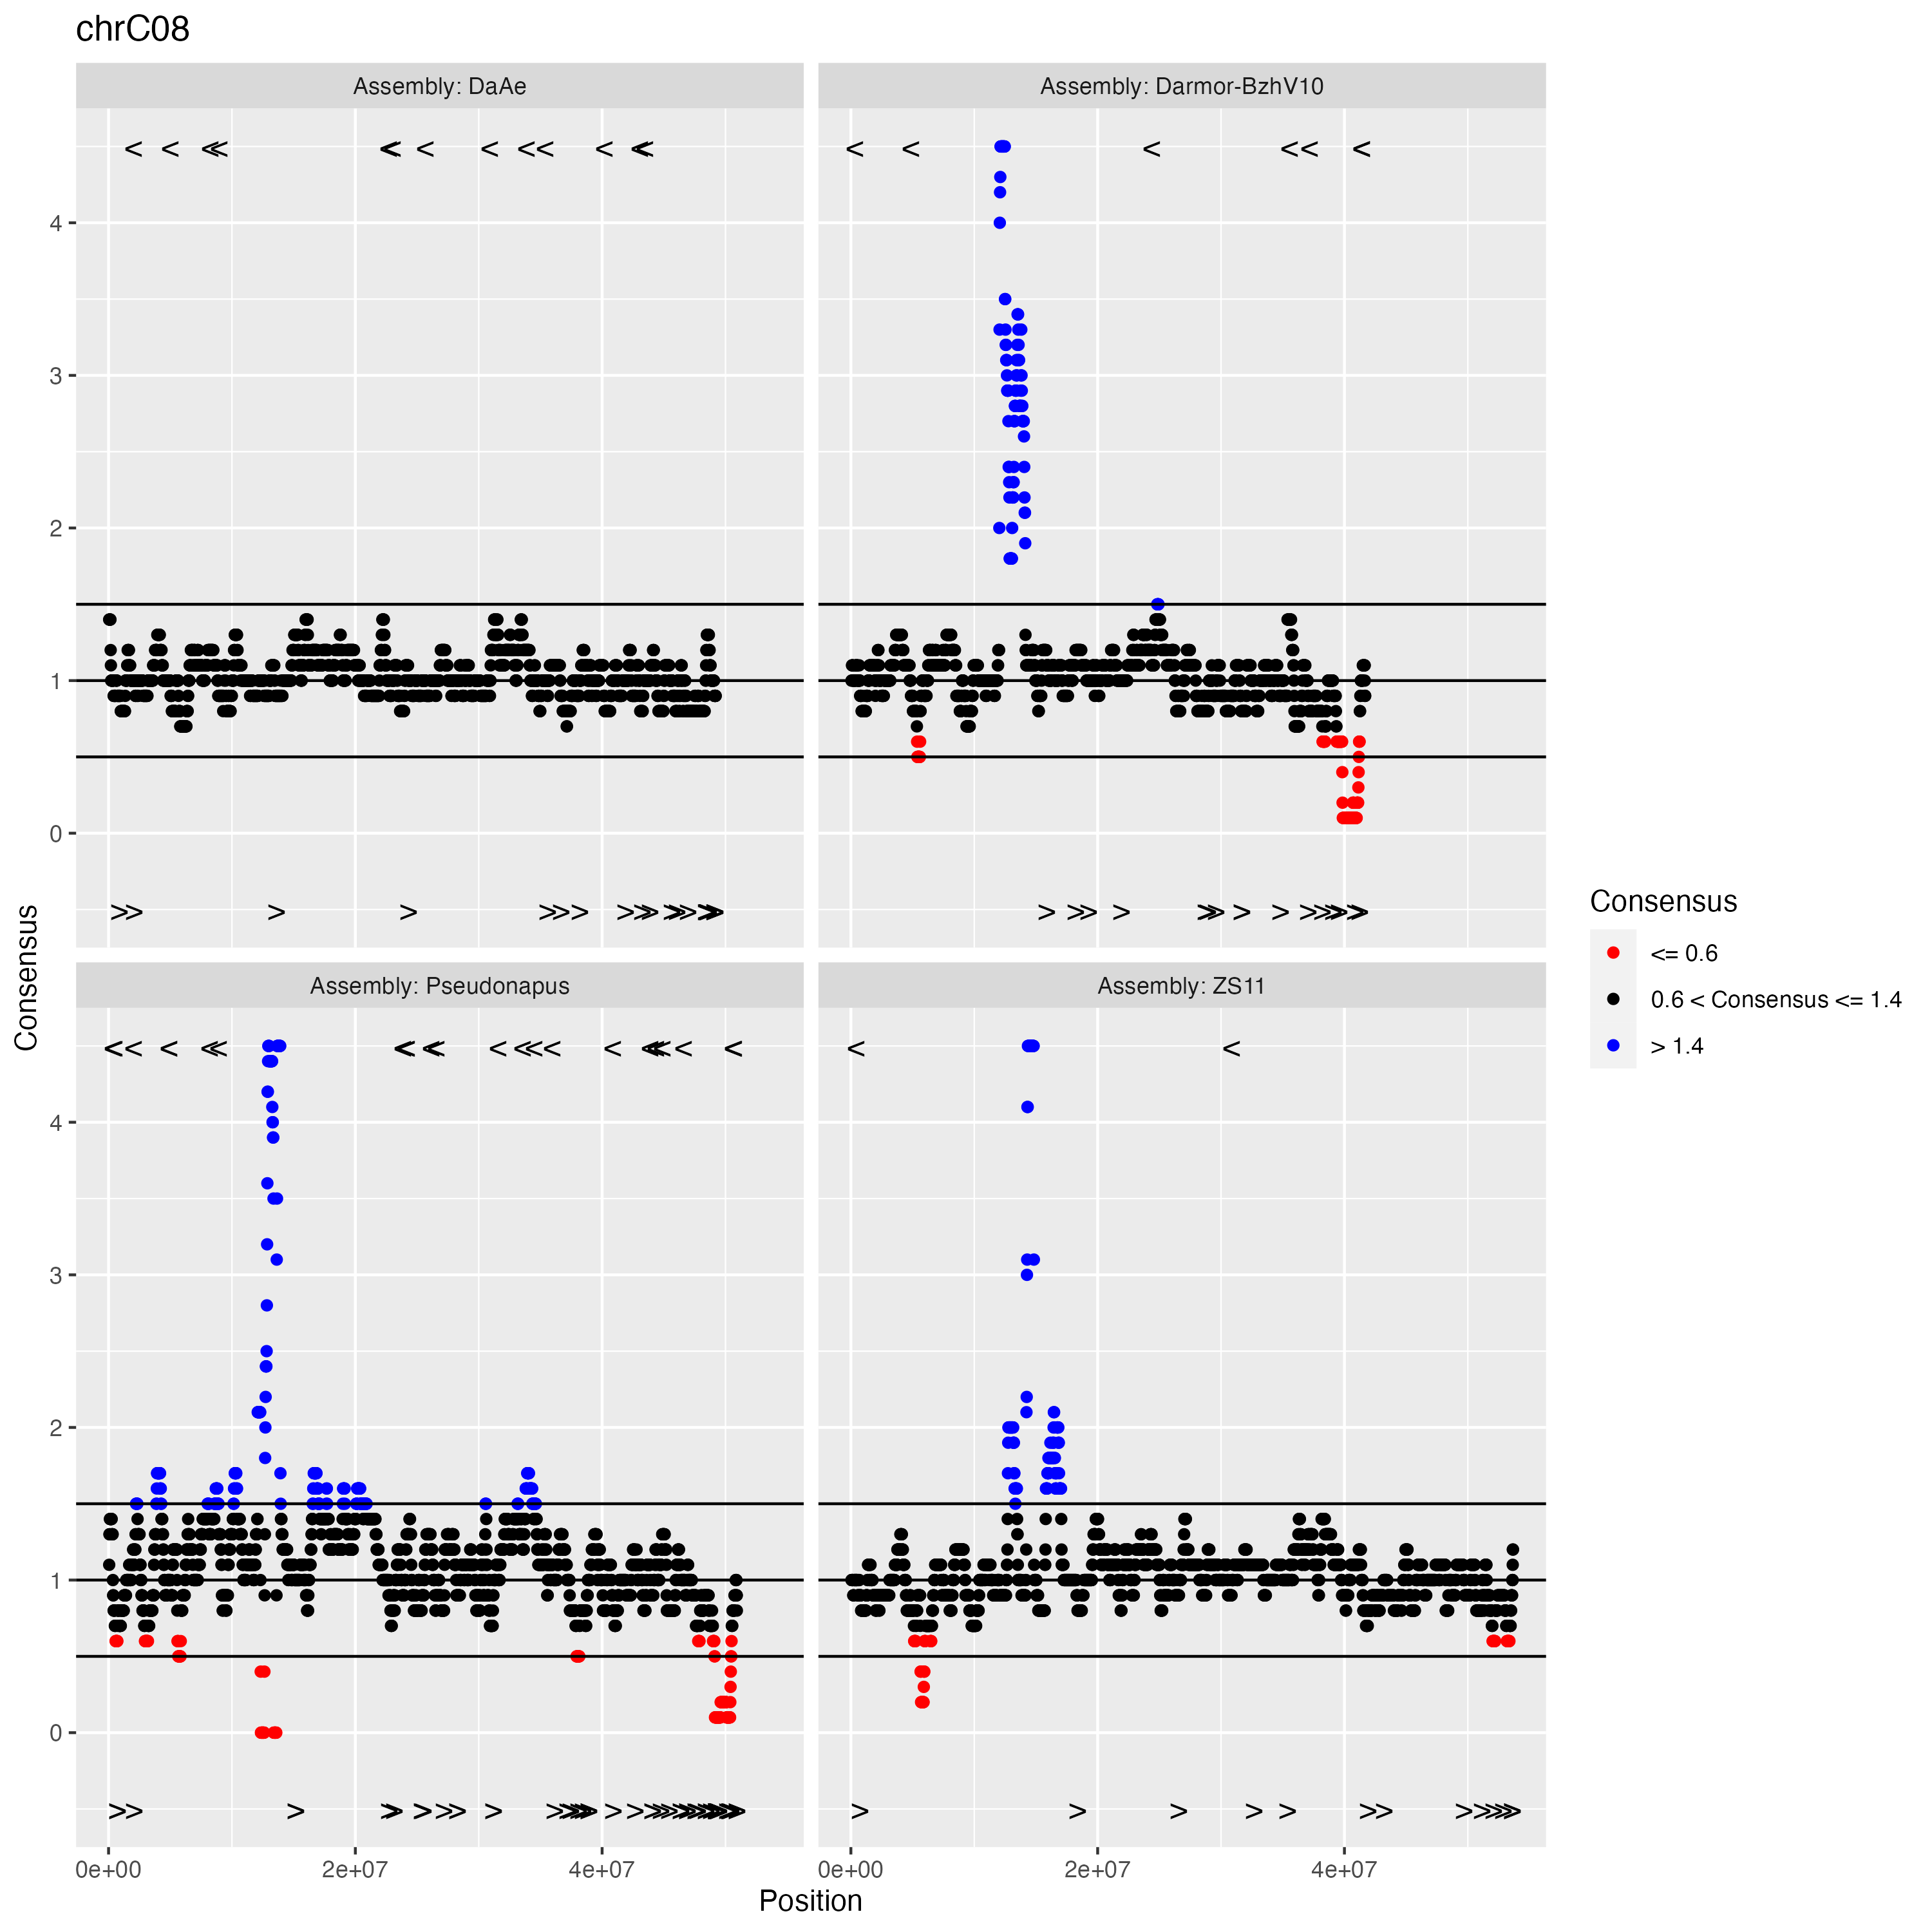 chrC08
Assembly: DaAe
Assembly: Darmor-BzhV10
< < < < < < < < < < < < <
< < < < < <
4
3
2
1
0
> > > > > > > > > > > > > > > >
> > > > > > > > > > > > > > >
Consensus
Consensus
<= 0.6
0.6 < Consensus <= 1.4
> 1.4
Assembly: Pseudonapus
Assembly: ZS11
4
3
2
1
0
0e+00
2e+07
4e+07
0e+00
2e+07
4e+07
Position